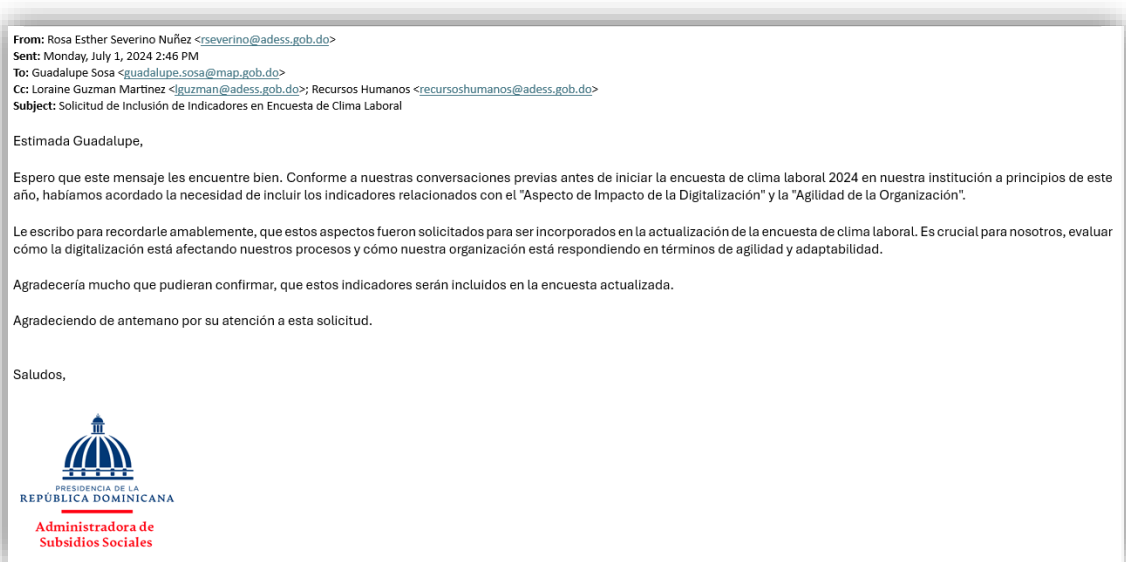 From: Rosa Esther Severino Nuñez <rseverino@adess.gob.do>
Sent: Monday, July 1, 2024 2:46 PM
To: Guadalupe Sosa <guadalupe.sosa@map.gob.do>
Cc: Loraine Guzman Martinez <lguzman@adess.gob.do>; Recursos Humanos <recursoshumanos@adess.gob.do>
Subject: Solicitud de Inclusión de Indicadores en Encuesta de Clima Laboral
Estimada Guadalupe,
Espero que este mensaje les encuentre bien. Conforme a nuestras conversaciones previas antes de iniciar la encuesta de clima laboral 2024 en nuestra institución a principios de este
año, habíamos acordado la necesidad de incluir los indicadores relacionados con el "Aspecto de Impacto de la Digitalización" y la "Agilidad de la Organización".
Le escribo para recordarle amablemente, que estos aspectos fueron solicitados para ser incorporados en la actualización de la encuesta de clima laboral. Es crucial para nosotros, evaluar
cómo la digitalización está afectando nuestros procesos y cómo nuestra organización está respondiendo en términos de agilidad y adaptabilidad.
Agradecería mucho que pudieran confirmar, que estos indicadores serán incluidos en la encuesta actualizada.
Agradeciendo de antemano por su atención a esta solicitud.
Saludos,
PRESIDENCIA DE LA
REPÚBLICA DOMINICANA
Administradora de
Subsidios Sociales